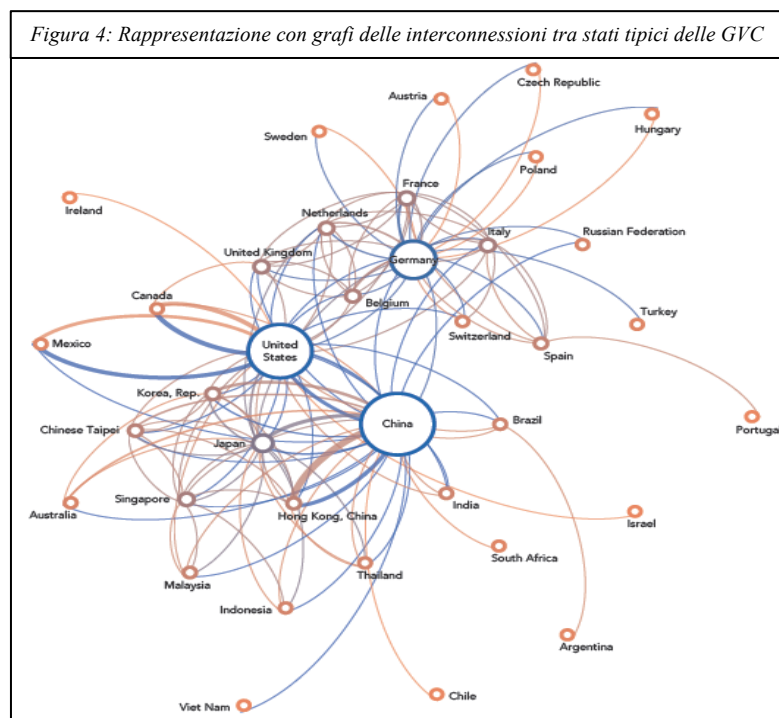 Figura 4: Rappresentazione con grafi delle interconnessioni tra stati tipici delle GVC
Czech Republic
Austria
Hungary
Sweden
Poland
France
Ireland
Netherlands
Italy
Russian Federation
United Kingdom
Germany
Canada
Belgium
Turkey
Switzerland
Mexico
United
States
Spain
Korea, Rep.
Brazil
Chinese Taipei
China
Portugal
Japan
Singapore
India
Australia
Hong Kong, China
Israel
South Africa
Malaysia
Thailand
Indonesia
Argentina
Chile
Viet Nam